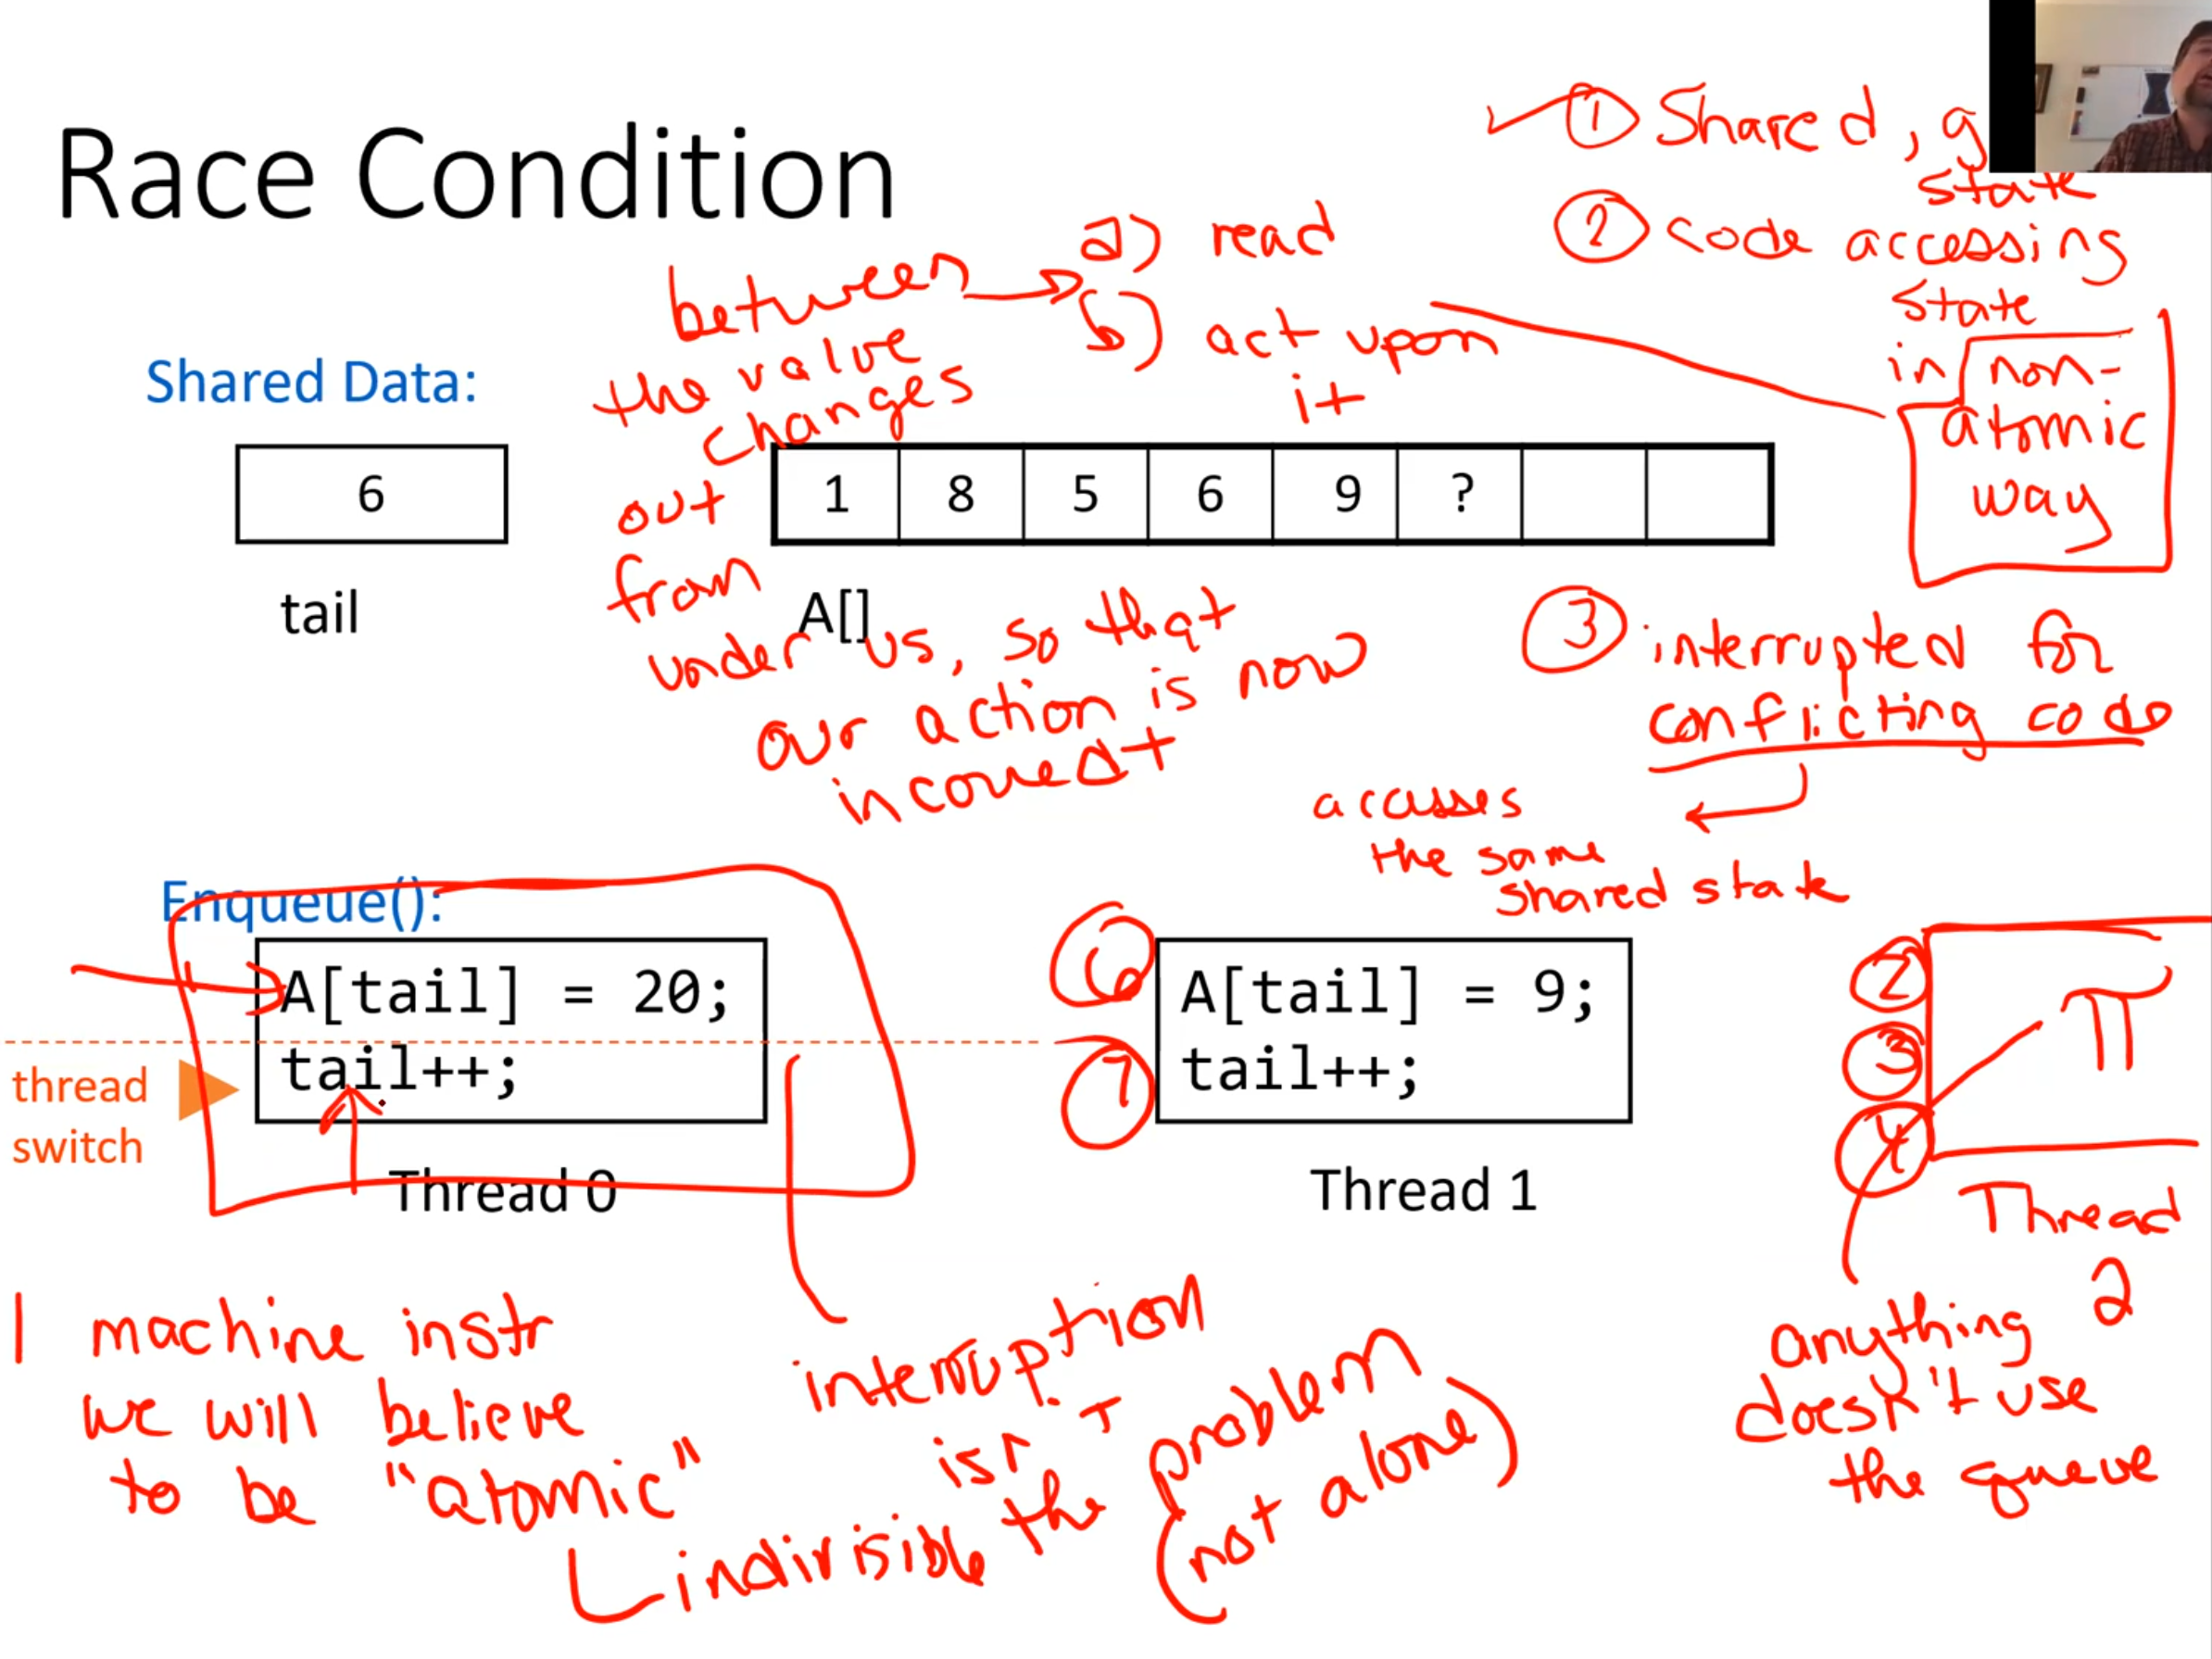 Race Condition
① Shared, g
state
② code accessing
state
in non-
atomic
way
a) read
b) act upon
it
between
the value
changes
out
from
under us, so that
our action is now
incorrect
Shared Data:
6
tail
1 8 5 6 9 ?
A[]
③ interrupted for
conflicting code
accesses
the same
shared state
Enqueue():
A[tail] = 20;
tail++;
thread
switch
Thread 0
6
7
A[tail] = 9;
tail++;
Thread 1
2
3
4
π
Thread
2
anything
doesn't use
the queue
1 machine instr
we will believe
to be "atomic"
indivisible
interruption
isn't
the problem
(not alone)